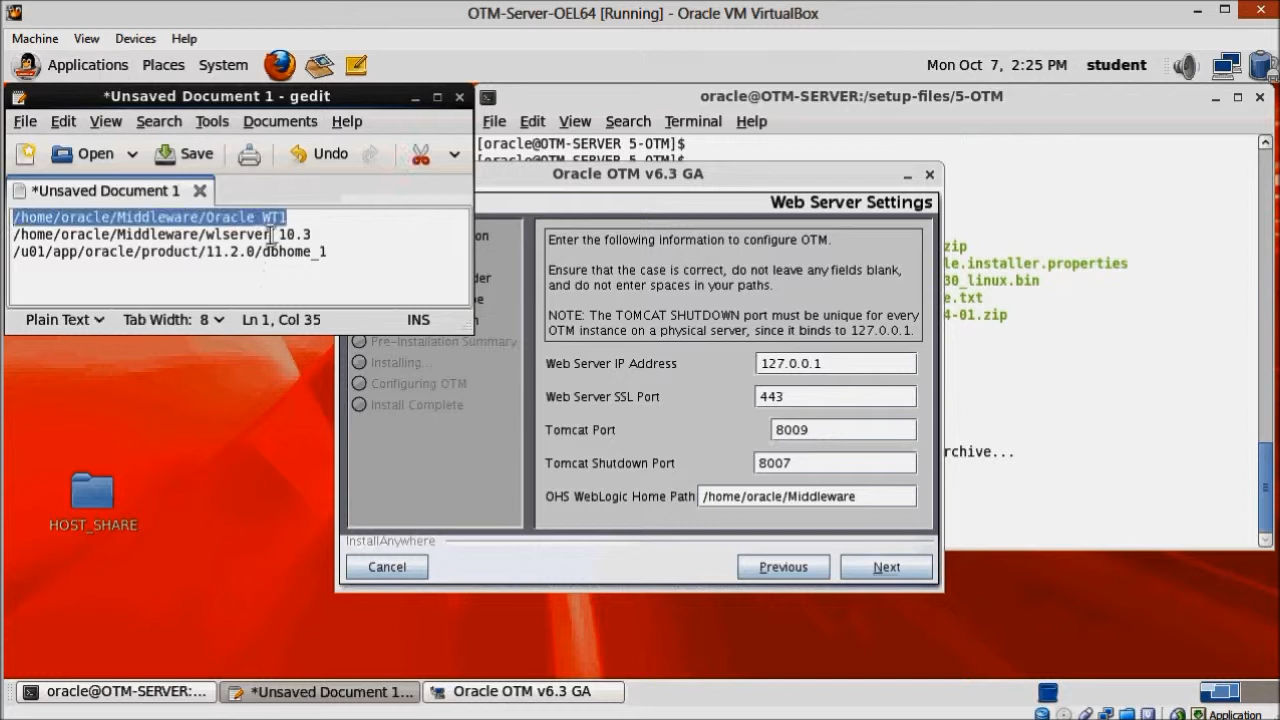 OTM-Server-OEL64 [Running] - Oracle VM VirtualBox
Machine View Devices Help
Applications Places System Mon Oct 7, 2:25 PM student
*Unsaved Document 1 - gedit
File Edit View Search Tools Documents Help
Open Save Undo
*Unsaved Document 1
/home/oracle/Middleware/Oracle_WT1
/home/oracle/Middleware/wlserver_10.3
/u01/app/oracle/product/11.2.0/dbhome_1
Plain Text Tab Width: 8 Ln 1, Col 35 INS
oracle@OTM-SERVER:/setup-files/5-OTM
File Edit View Search Terminal Help
[oracle@OTM-SERVER 5-OTM]$
[oracle@OTM-SERVER 5-OTM]$
zip
le.installer.properties
30_linux.bin
e.txt
4-01.zip
rchive...
Oracle OTM v6.3 GA
Web Server Settings
on
der
pe
n
Pre-Installation Summary
Installing...
Configuring OTM
Install Complete
Enter the following information to configure OTM.
Ensure that the case is correct, do not leave any fields blank,
and do not enter spaces in your paths.
NOTE: The TOMCAT SHUTDOWN port must be unique for every
OTM instance on a physical server, since it binds to 127.0.0.1.
Web Server IP Address 127.0.0.1
Web Server SSL Port 443
Tomcat Port 8009
Tomcat Shutdown Port 8007
OHS WebLogic Home Path /home/oracle/Middleware
InstallAnywhere
Cancel Previous Next
HOST_SHARE
oracle@OTM-SERVER:... *Unsaved Document 1... Oracle OTM v6.3 GA
Application